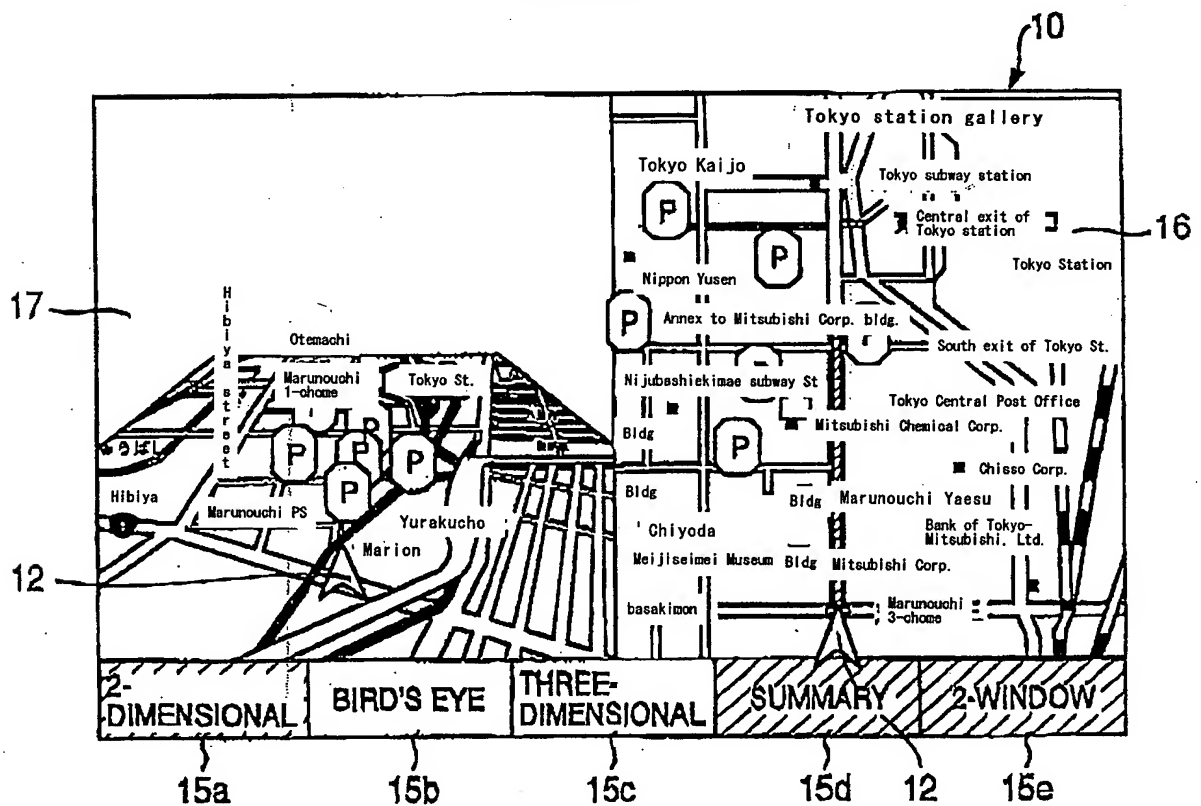 10
Tokyo station gallery
Tokyo Kaijo
Tokyo subway station
P
Central exit of
Tokyo station
16
P
Tokyo Station
Nippon Yusen
17
Hibiya street
P
Annex to Mitsubishi Corp. bldg.
Otemachi
South exit of Tokyo St.
Marunouchi
1-chome
Tokyo St.
Nijubashiekimae subway St
Tokyo Central Post Office
Bldg
Mitsubishi Chemical Corp.
P
P
P
P
P
Chisso Corp.
Hibiya
Marunouchi PS
Bldg
Bldg
Marunouchi Yaesu
Yurakucho
Marion
Chiyoda
Bank of Tokyo-
Mitsubishi. Ltd.
Meijiseimei Museum
Bldg
Mitsubishi Corp.
12
basakimon
Marunouchi
3-chome
2-
DIMENSIONAL
BIRD'S EYE
THREE-
DIMENSIONAL
SUMMARY
2-WINDOW
15a
15b
15c
15d
12
15e